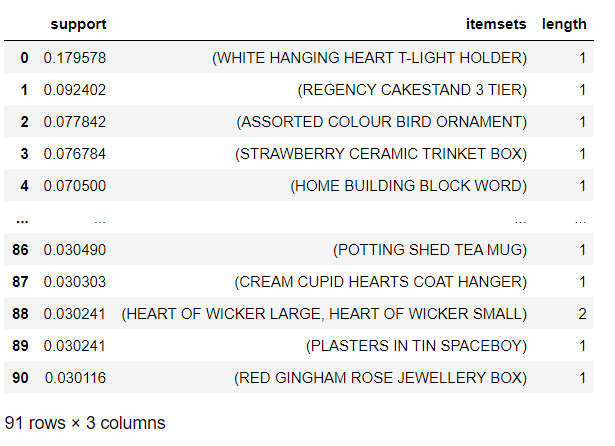 support itemsets length
0 0.179578 (WHITE HANGING HEART T-LIGHT HOLDER) 1
1 0.092402 (REGENCY CAKESTAND 3 TIER) 1
2 0.077842 (ASSORTED COLOUR BIRD ORNAMENT) 1
3 0.076784 (STRAWBERRY CERAMIC TRINKET BOX) 1
4 0.070500 (HOME BUILDING BLOCK WORD) 1
... ... ... ...
86 0.030490 (POTTING SHED TEA MUG) 1
87 0.030303 (CREAM CUPID HEARTS COAT HANGER) 1
88 0.030241 (HEART OF WICKER LARGE, HEART OF WICKER SMALL) 2
89 0.030241 (PLASTERS IN TIN SPACEBOY) 1
90 0.030116 (RED GINGHAM ROSE JEWELLERY BOX) 1
91 rows × 3 columns